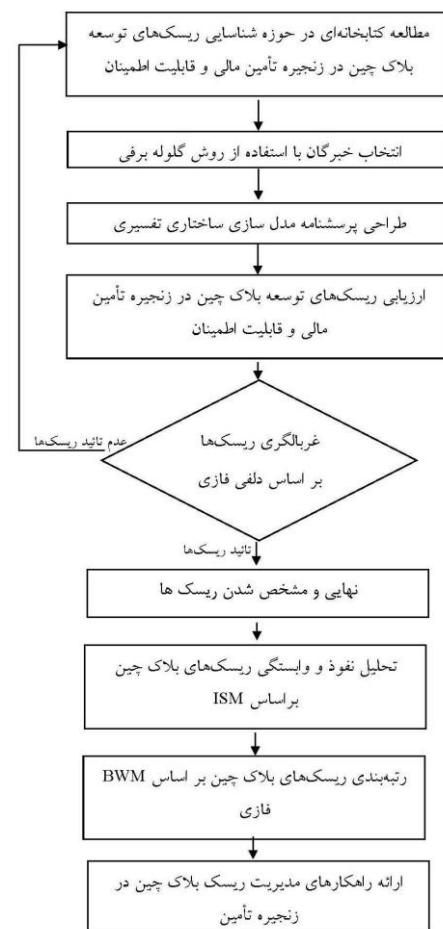 مطالعه کتابخانه‌ای در حوزه شناسایی ریسک‌های توسعه
بلاک چین در زنجیره تأمین مالی و قابلیت اطمینان
انتخاب خبرگان با استفاده از روش گلوله برفی
طراحی پرسشنامه مدل سازی ساختاری تفسیری
ارزیابی ریسک‌های توسعه بلاک چین در زنجیره تأمین
مالی و قابلیت اطمینان
غربالگری ریسک‌ها
بر اساس دلفی فازی
عدم تائید ریسک‌ها
تائید ریسک‌ها
نهایی و مشخص شدن ریسک ها
تحلیل نفوذ و وابستگی ریسک‌های بلاک چین
براساس ISM
رتبه‌بندی ریسک‌های بلاک چین بر اساس BWM
فازی
ارائه راهکارهای مدیریت ریسک بلاک چین در
زنجیره تأمین